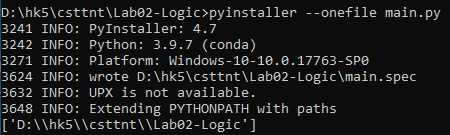 D:\hk5\csttnt\Lab02-Logic>pyinstaller --onefile main.py
3241 INFO: PyInstaller: 4.7
3242 INFO: Python: 3.9.7 (conda)
3271 INFO: Platform: Windows-10-10.0.17763-SP0
3624 INFO: wrote D:\hk5\csttnt\Lab02-Logic\main.spec
3632 INFO: UPX is not available.
3648 INFO: Extending PYTHONPATH with paths
['D:\\hk5\\csttnt\\Lab02-Logic']